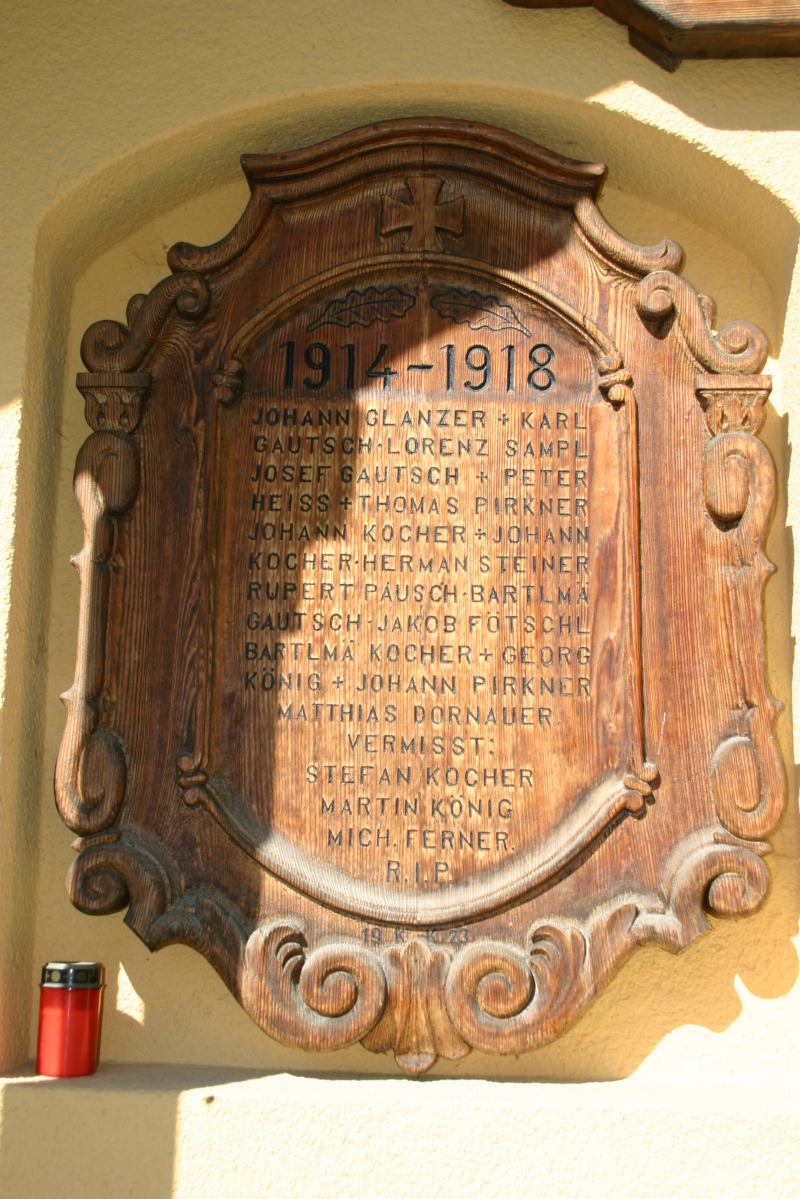 1914-1918
JOHANN GLANZER + KARL
GAUTSCH·LORENZ SAMPL
JOSEF GAUTSCH + PETER
HEISS + THOMAS PIRKNER
JOHANN KOCHER + JOHANN
KOCHER·HERMAN STEINER
RUPERT PAUSCH·BARTLMÄ
GAUTSCH·JAKOB FÖTSCHL
BARTLMÄ KOCHER + GEORG
KÖNIG + JOHANN PIRKNER
MATTHIAS DORNAUER.
VERMISST:
STEFAN KOCHER
MARTIN KÖNIG
MICH. FERNER.
R.I.P.
19 K. K. 23